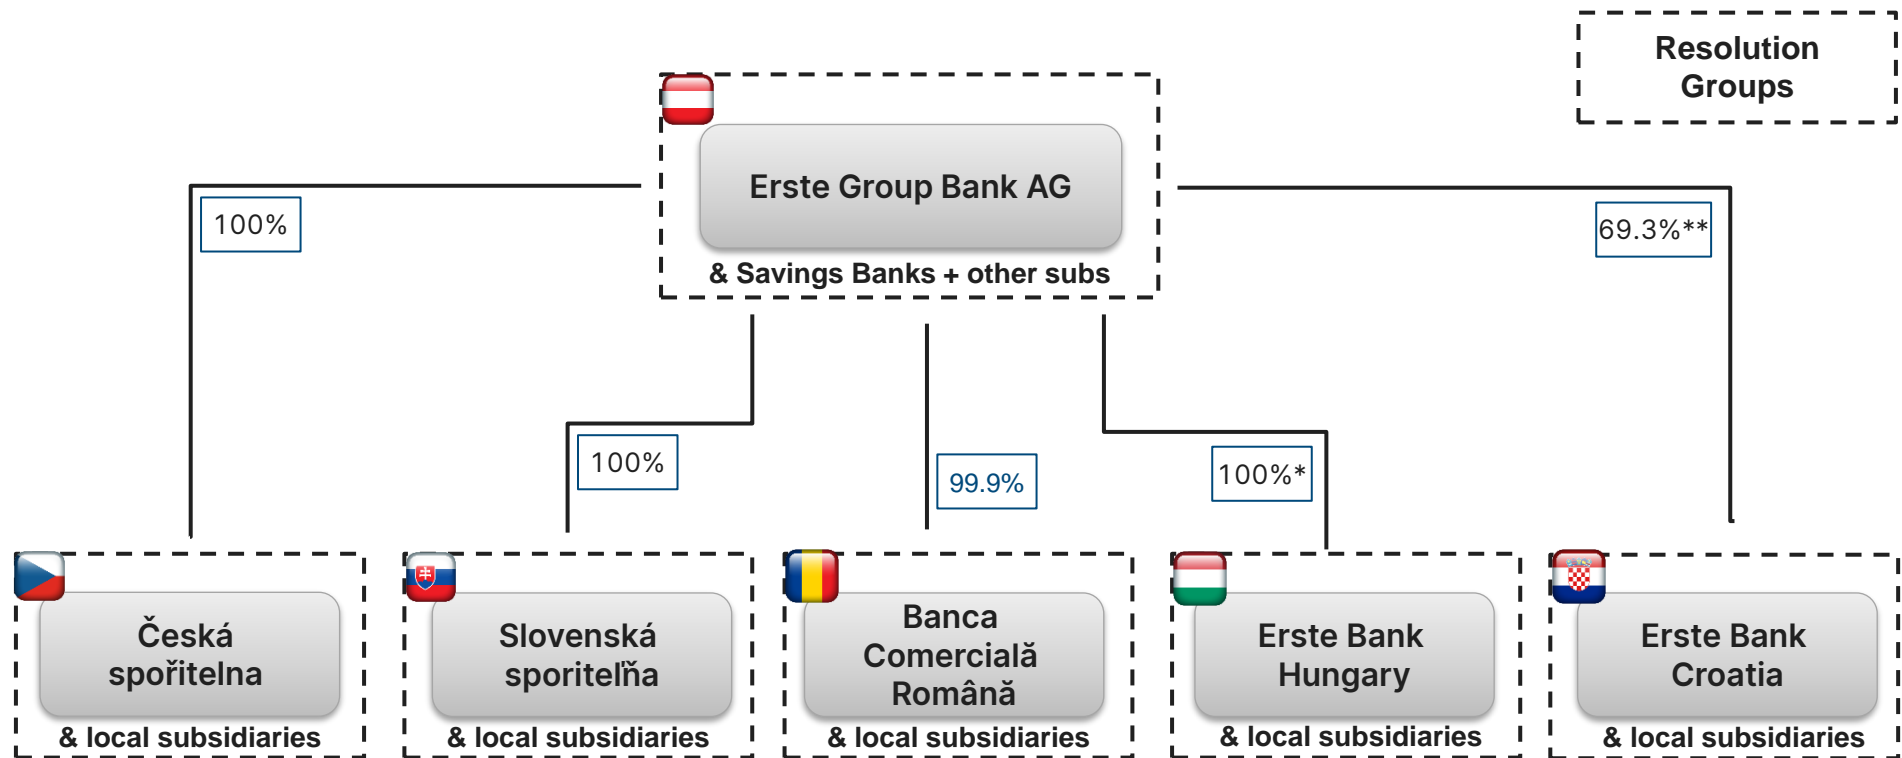 Resolution
Groups
Erste Group Bank AG
& Savings Banks + other subs
100%
69.3%**
100%
99.9%
100%*
Česká
spořitelna
& local subsidiaries
Slovenská
sporiteľňa
& local subsidiaries
Banca
Comercială
Română
& local subsidiaries
Erste Bank
Hungary
& local subsidiaries
Erste Bank
Croatia
& local subsidiaries